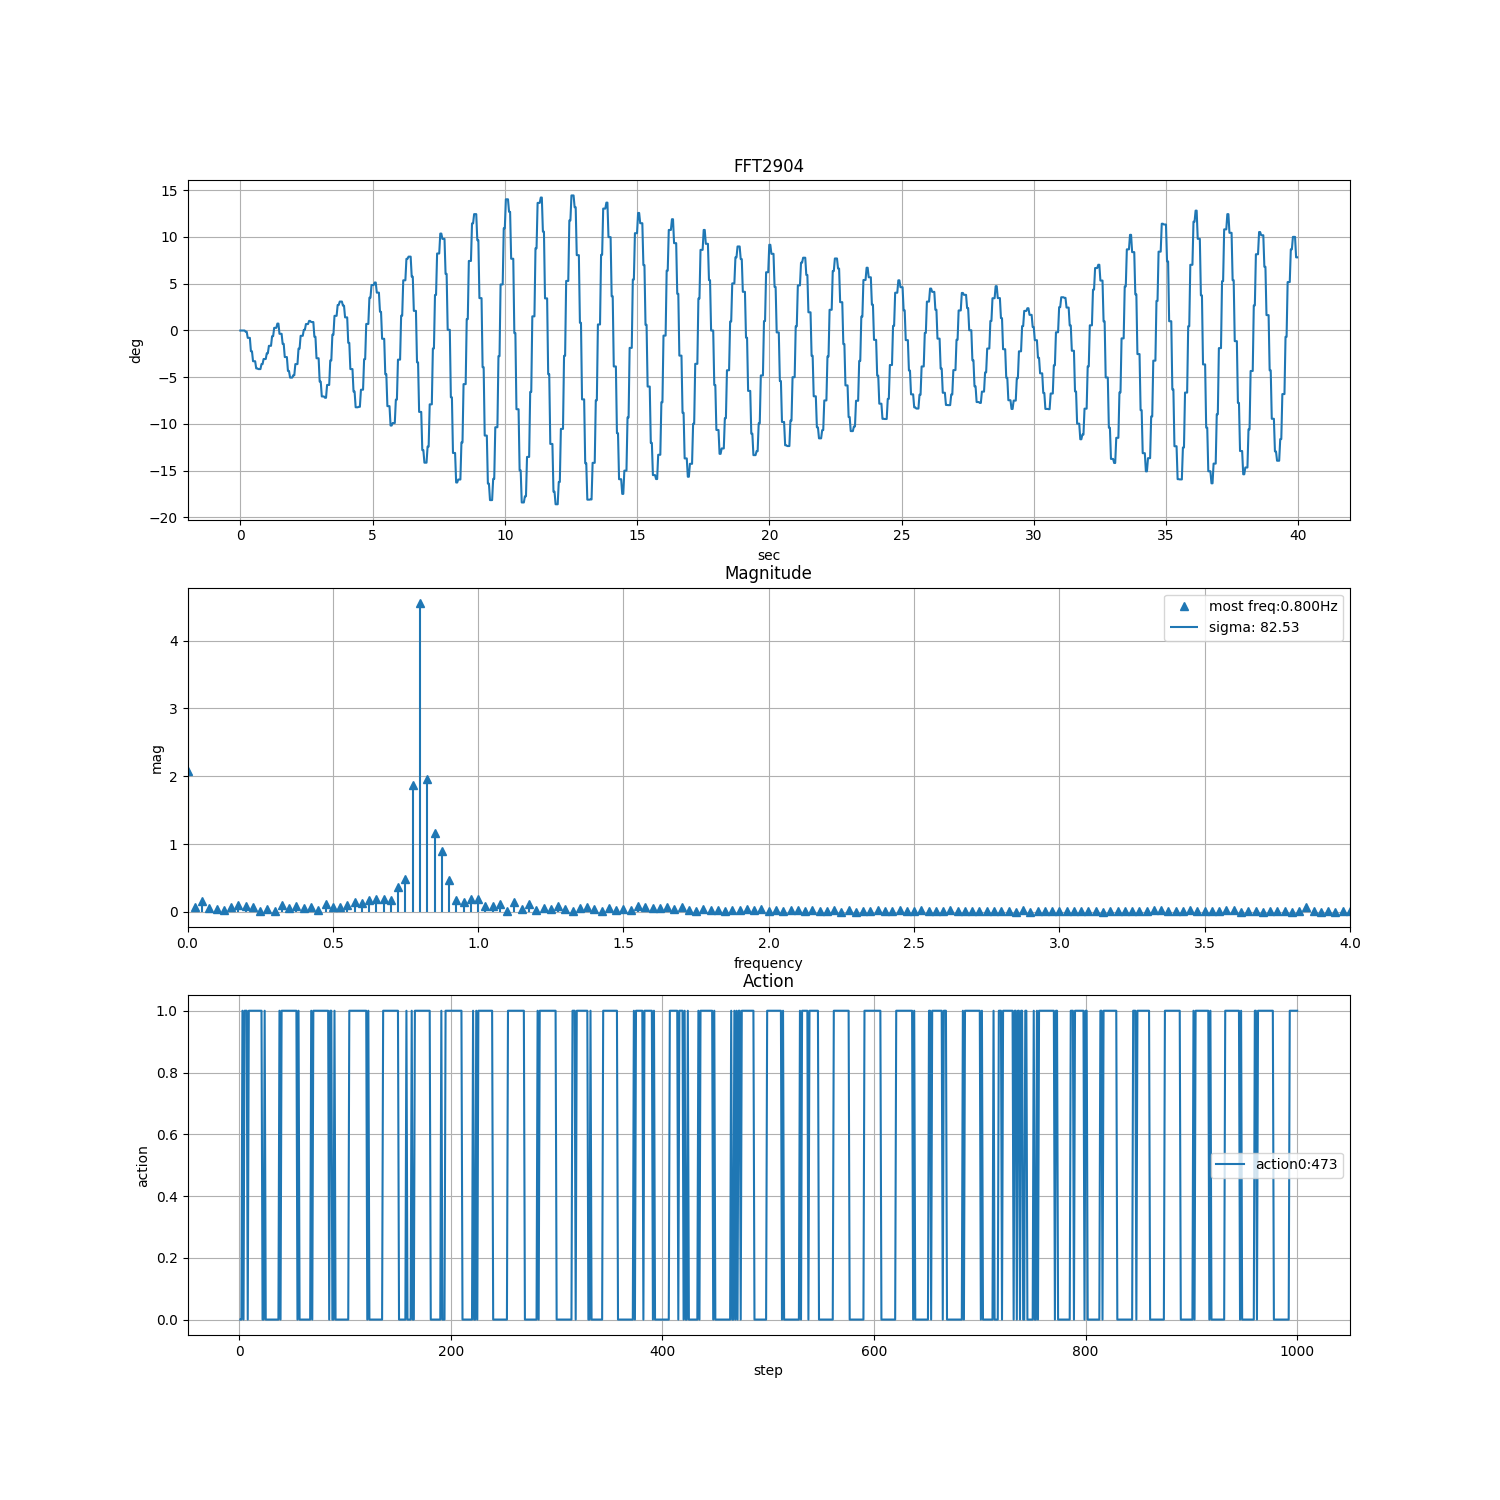 FFT2904
15
10
5
0
−5
−10
−15
−20
deg
0 5 10 15 20 25 30 35 40
sec
Magnitude
most freq:0.800Hz
sigma: 82.53
4
3
2
1
0
mag
0.0 0.5 1.0 1.5 2.0 2.5 3.0 3.5 4.0
frequency
Action
1.0
0.8
0.6
0.4
0.2
0.0
action
action0:473
0 200 400 600 800 1000
step